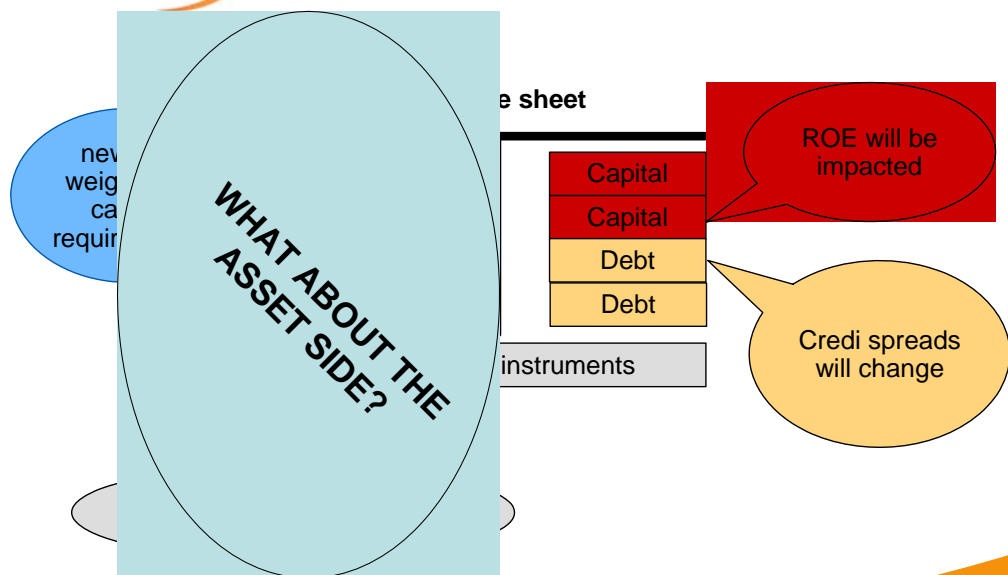 e sheet
new
weig
ca
requir
WHAT ABOUT THE
ASSET SIDE?
Capital
Capital
Debt
Debt
instruments
ROE will be
impacted
Credi spreads
will change